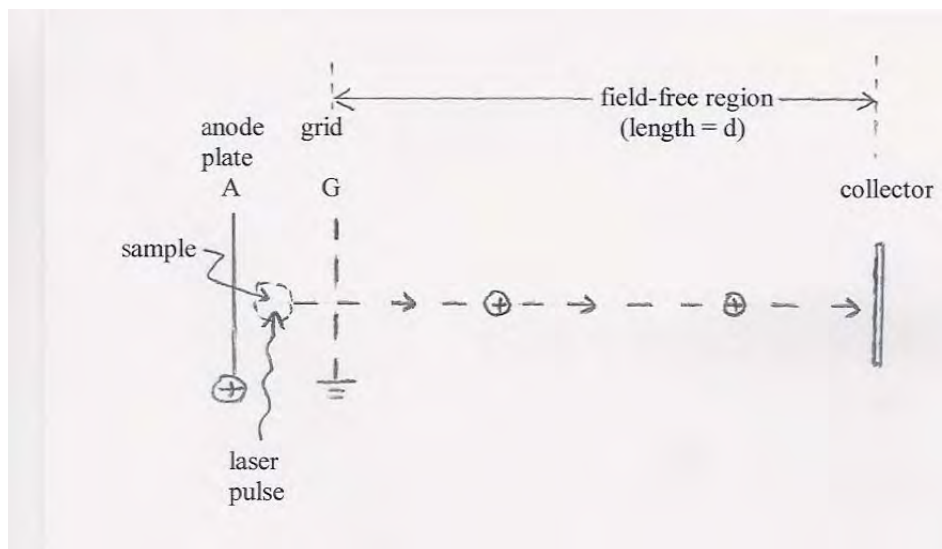 field-free region
(length = d)
anode grid
plate
A G
collector
sample
+ +
+
laser
pulse